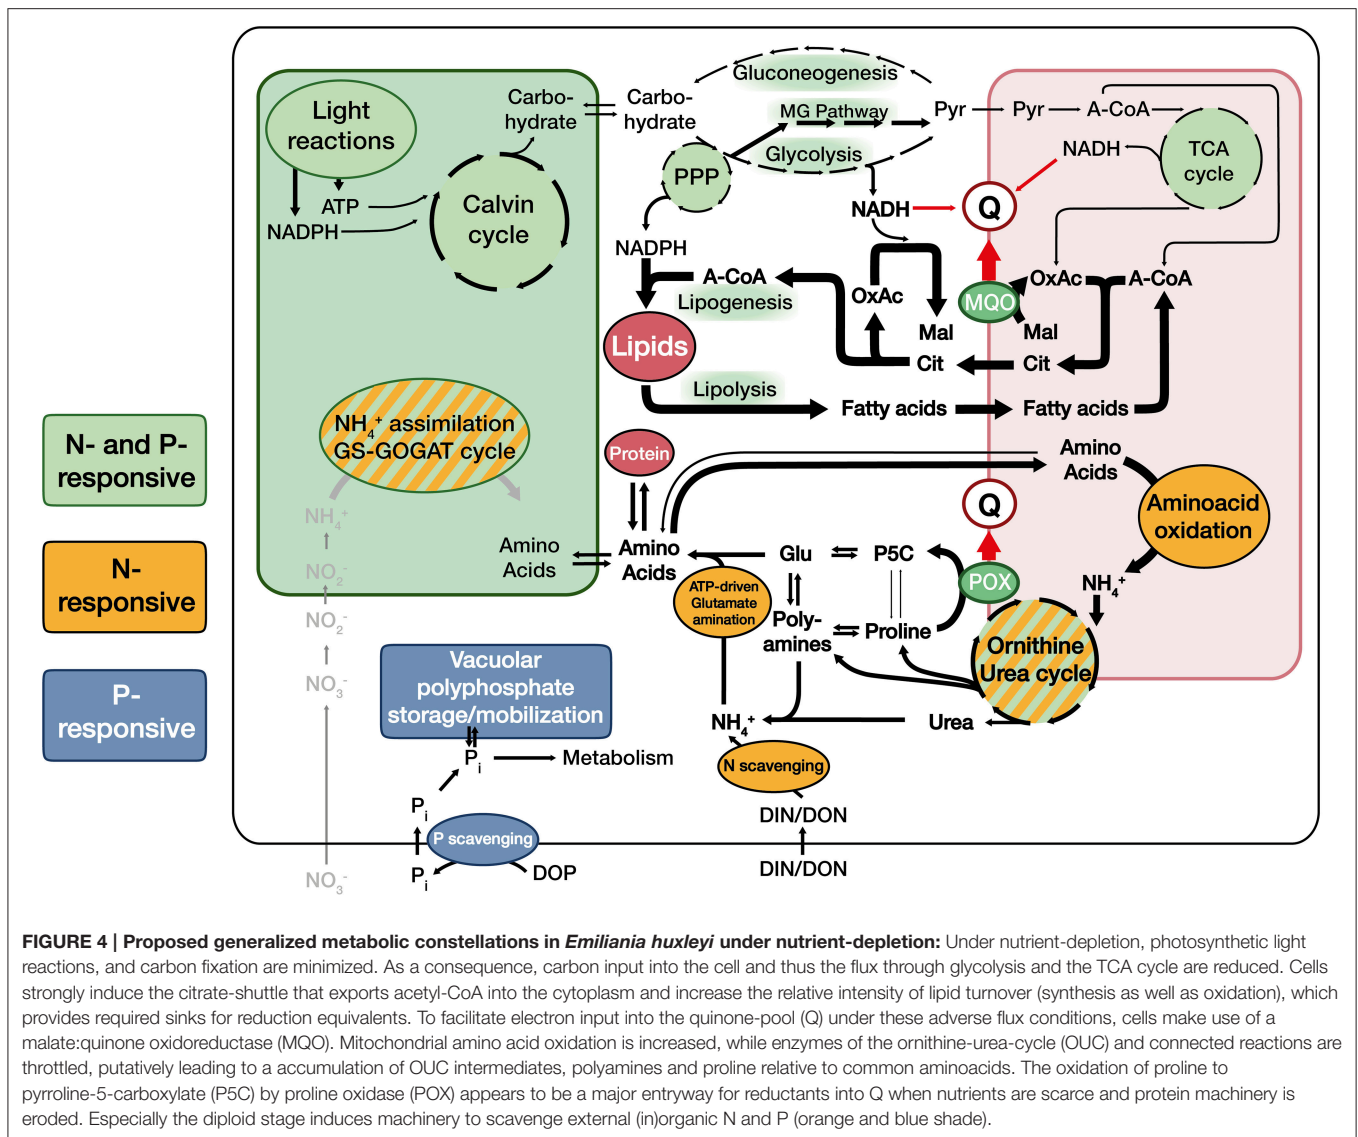 Light
reactions
ATP
NADPH
Calvin
cycle
Carbo-
hydrate
Carbo-
hydrate
Gluconeogenesis
MG Pathway
Glycolysis
PPP
Pyr
Pyr
A-CoA
TCA
cycle
NADH
NADH
Q
NADPH
A-CoA
Lipogenesis
OxAc
Mal
MQO
OxAc
A-CoA
Mal
Lipids
Cit
Cit
Lipolysis
Fatty acids
Fatty acids
NH4+ assimilation
GS-GOGAT cycle
NH4+
NO2-
NO2-
NO3-
NO3-
N- and P-
responsive
N-
responsive
P-
responsive
Protein
Amino
Acids
Amino
Acids
Amino
Acids
Aminoacid
oxidation
Q
POX
NH4+
Glu
P5C
ATP-driven
Glutamate
amination
Poly-
amines
Proline
Ornithine
Urea cycle
Urea
NH4+
N scavenging
DIN/DON
DIN/DON
Vacuolar
polyphosphate
storage/mobilization
Pi
Metabolism
Pi
P scavenging
Pi
DOP
FIGURE 4 | Proposed generalized metabolic constellations in Emiliania huxleyi under nutrient-depletion: Under nutrient-depletion, photosynthetic light
reactions, and carbon fixation are minimized. As a consequence, carbon input into the cell and thus the flux through glycolysis and the TCA cycle are reduced. Cells
strongly induce the citrate-shuttle that exports acetyl-CoA into the cytoplasm and increase the relative intensity of lipid turnover (synthesis as well as oxidation), which
provides required sinks for reduction equivalents. To facilitate electron input into the quinone-pool (Q) under these adverse flux conditions, cells make use of a
malate:quinone oxidoreductase (MQO). Mitochondrial amino acid oxidation is increased, while enzymes of the ornithine-urea-cycle (OUC) and connected reactions are
throttled, putatively leading to a accumulation of OUC intermediates, polyamines and proline relative to common aminoacids. The oxidation of proline to
pyrroline-5-carboxylate (P5C) by proline oxidase (POX) appears to be a major entryway for reductants into Q when nutrients are scarce and protein machinery is
eroded. Especially the diploid stage induces machinery to scavenge external (in)organic N and P (orange and blue shade).